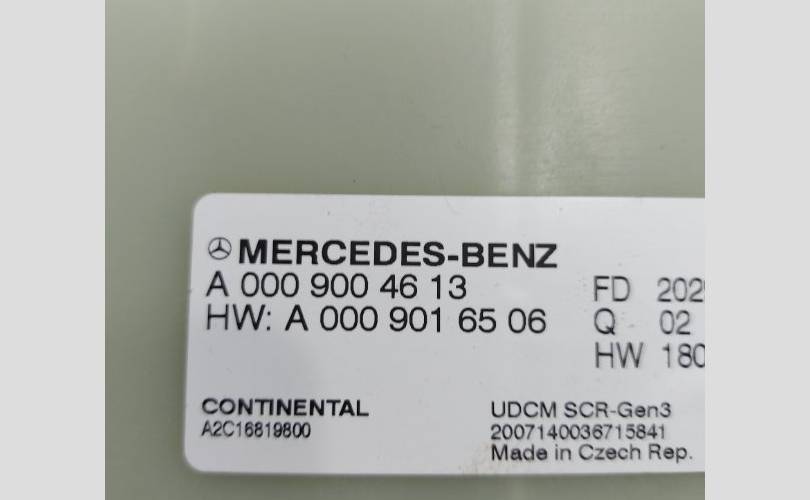 MERCEDES-BENZ
A 000 900 46 13
HW: A 000 901 65 06
FD
Q 02
HW
CONTINENTAL
A2C16819800
UDCM SCR-Gen3
2007140036715841
Made in Czech Rep.